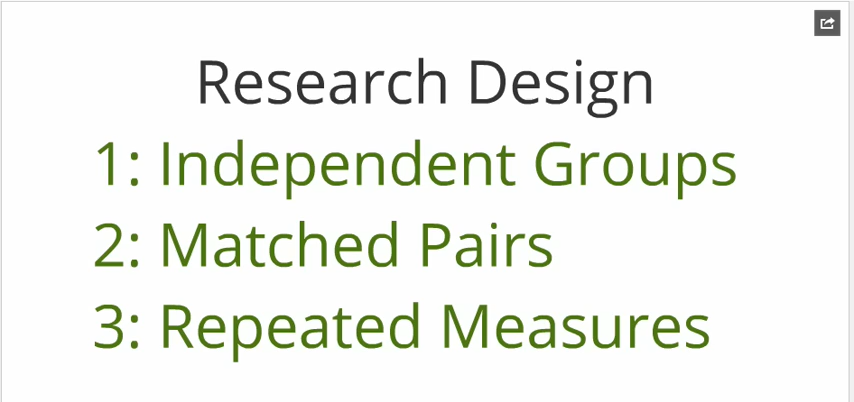 Research Design
1: Independent Groups
2: Matched Pairs
3: Repeated Measures